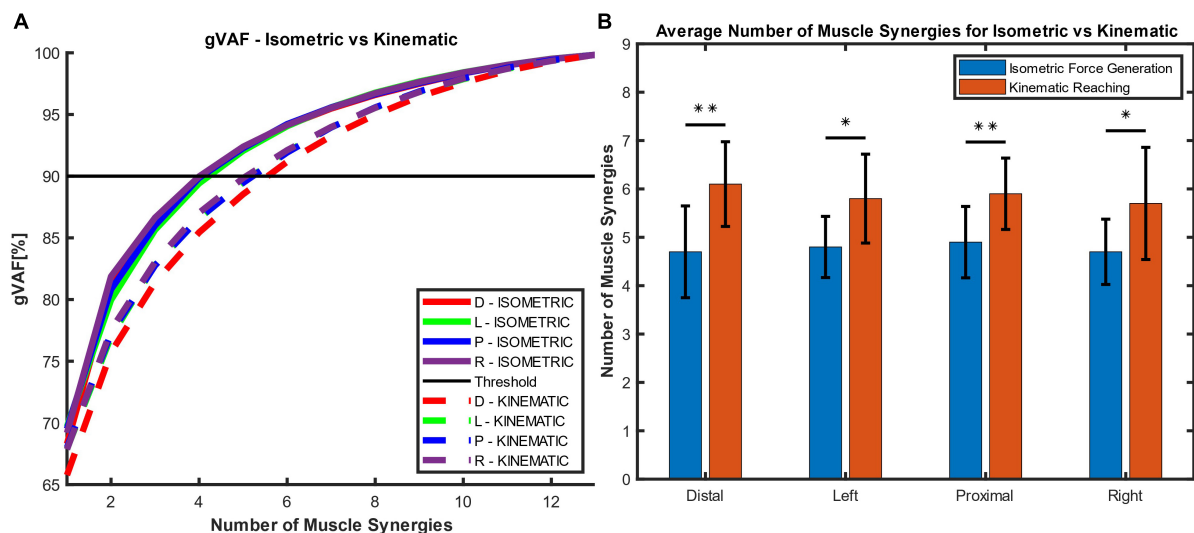 A
gVAF - Isometric vs Kinematic
gVAF[%]
100
95
90
85
80
75
70
65
2
4
6
8
10
12
Number of Muscle Synergies
D - ISOMETRIC
L - ISOMETRIC
P - ISOMETRIC
R - ISOMETRIC
Threshold
D - KINEMATIC
L - KINEMATIC
P - KINEMATIC
R - KINEMATIC
B
Average Number of Muscle Synergies for Isometric vs Kinematic
Number of Muscle Synergies
9
8
7
6
5
4
3
2
1
0
Isometric Force Generation
Kinematic Reaching
**
*
**
*
Distal
Left
Proximal
Right